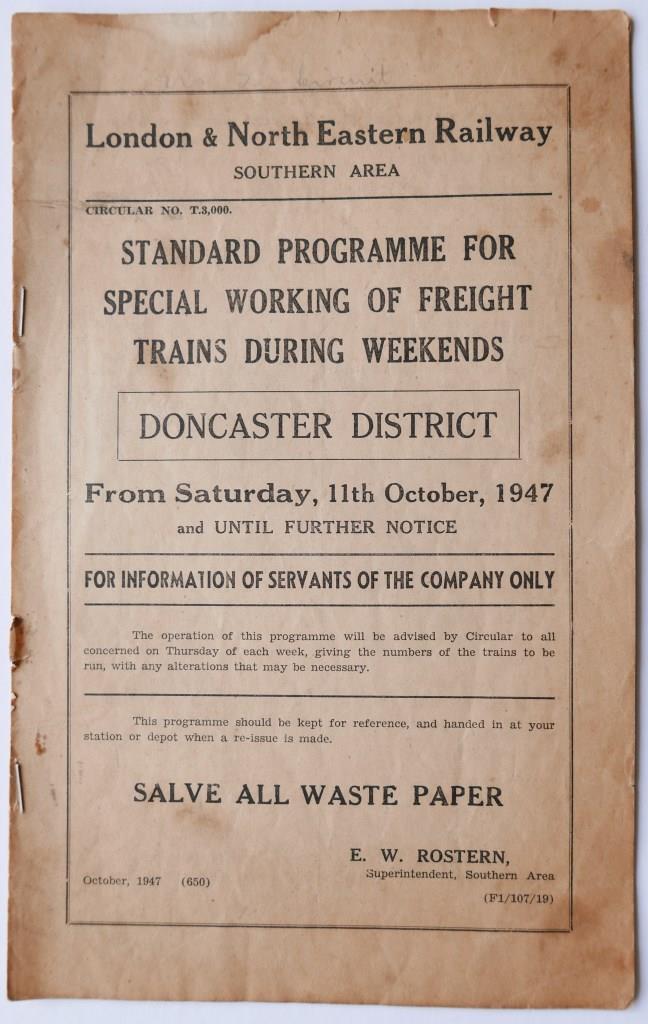 London & North Eastern Railway
SOUTHERN AREA
CIRCULAR NO. T.3,000.
STANDARD PROGRAMME FOR
SPECIAL WORKING OF FREIGHT
TRAINS DURING WEEKENDS
DONCASTER DISTRICT
From Saturday, 11th October, 1947
and UNTIL FURTHER NOTICE
FOR INFORMATION OF SERVANTS OF THE COMPANY ONLY
The operation of this programme will be advised by Circular to all
concerned on Thursday of each week, giving the numbers of the trains to be
run, with any alterations that may be necessary.
This programme should be kept for reference, and handed in at your
station or depot when a re-issue is made.
SALVE ALL WASTE PAPER
E. W. ROSTERN,
Superintendent, Southern Area
October, 1947 (650)
(F1/107/19)